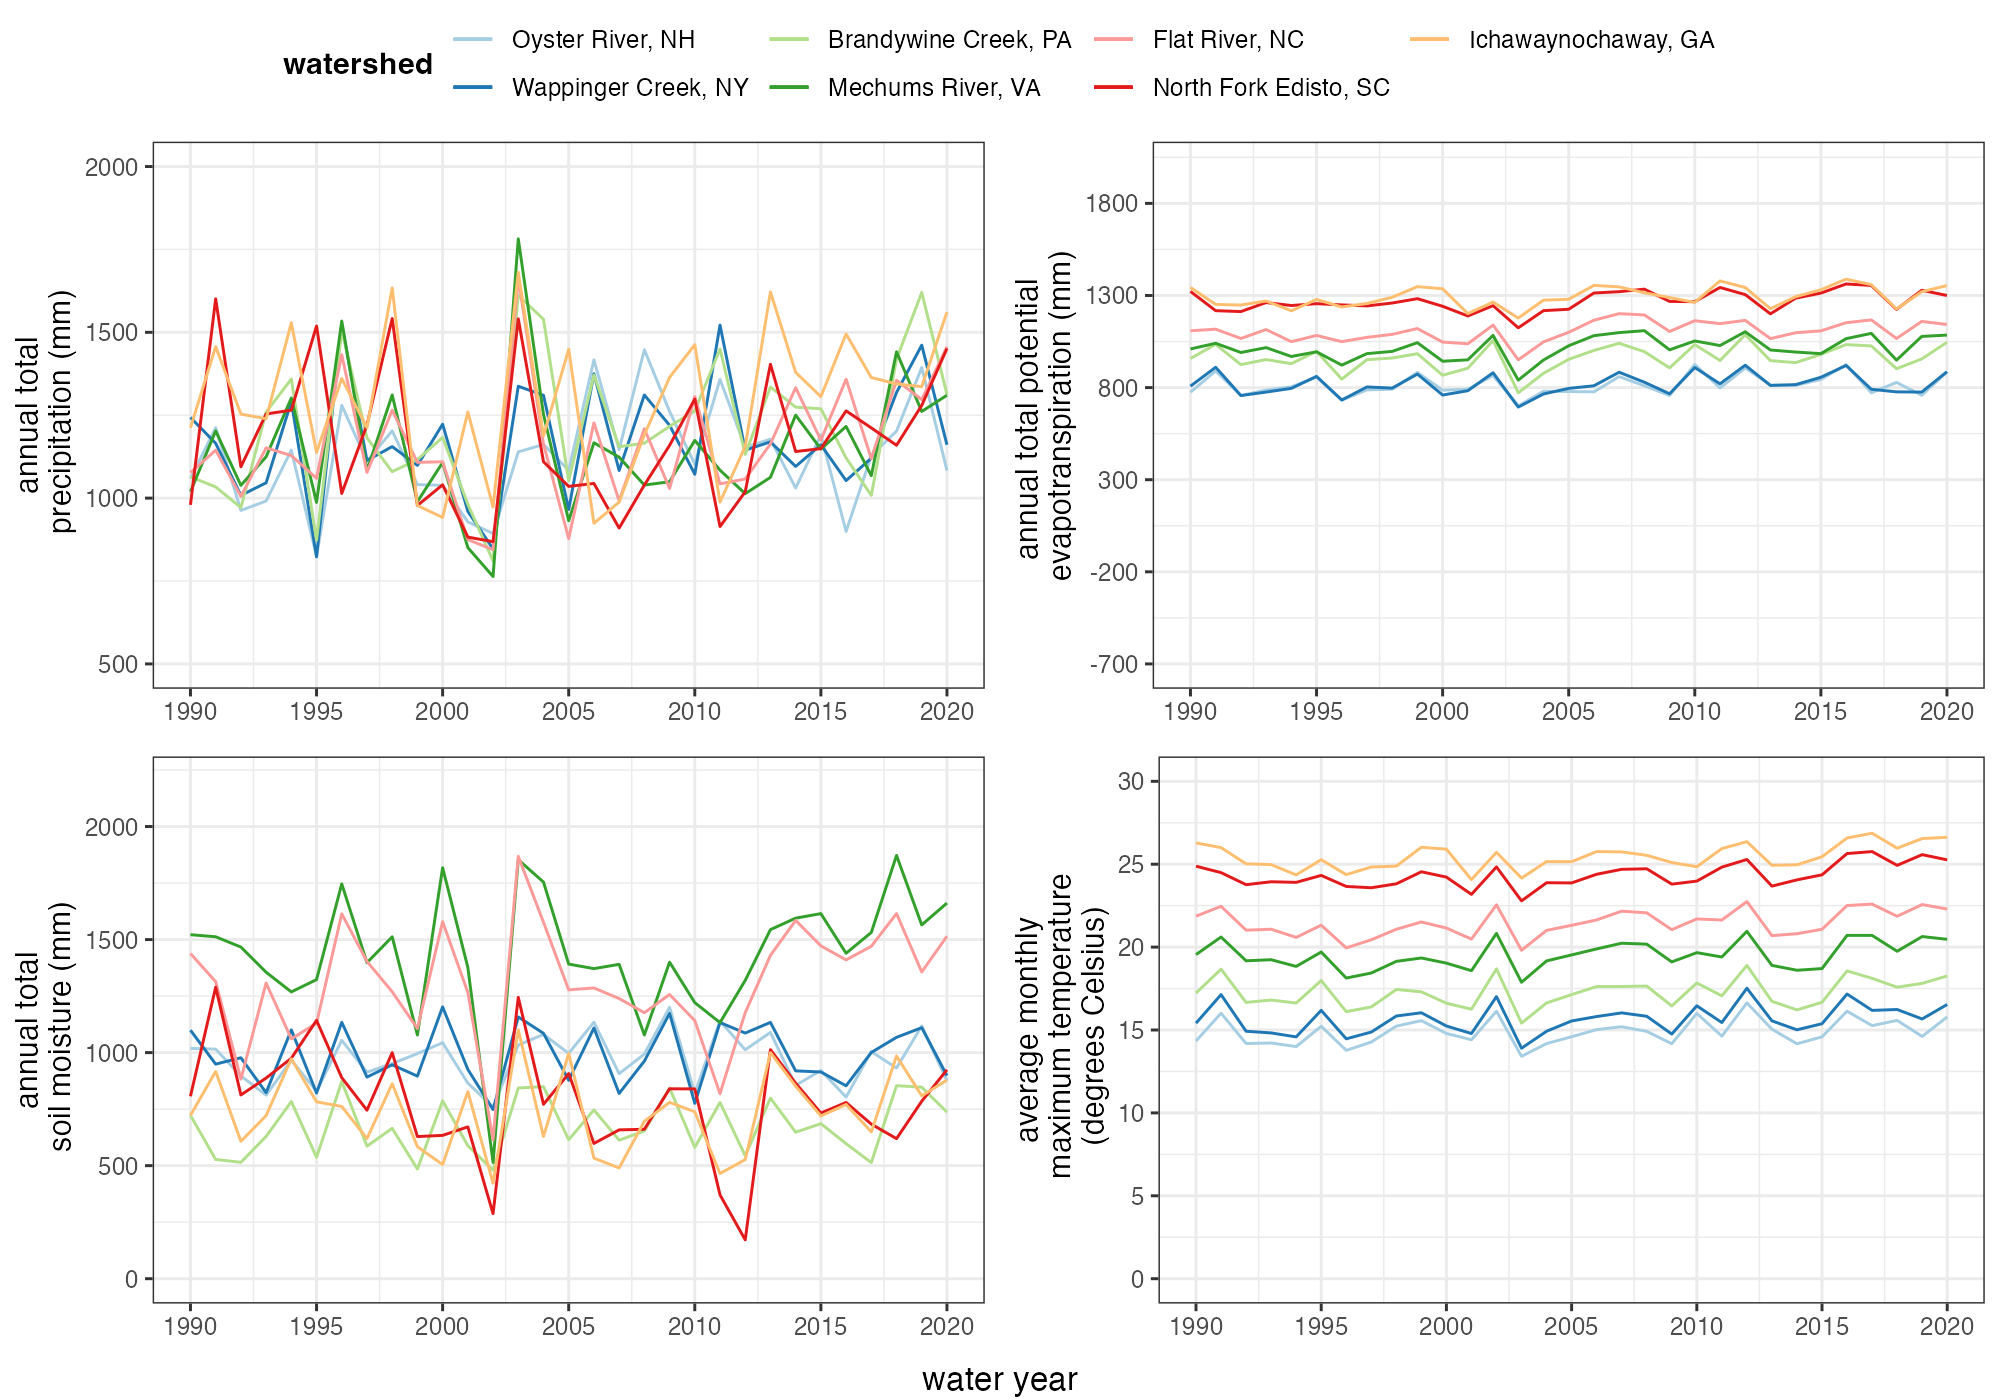 watershed
Oyster River, NH
Brandywine Creek, PA
Flat River, NC
Ichawaynochaway, GA
Wappinger Creek, NY
Mechums River, VA
North Fork Edisto, SC
annual total
precipitation (mm)
2000
1500
1000
500
1990 1995 2000 2005 2010 2015 2020
annual total potential
evapotranspiration (mm)
1800
1300
800
300
-200
-700
1990 1995 2000 2005 2010 2015 2020
annual total
soil moisture (mm)
2000
1500
1000
500
0
1990 1995 2000 2005 2010 2015 2020
average monthly
maximum temperature
(degrees Celsius)
30
25
20
15
10
5
0
1990 1995 2000 2005 2010 2015 2020
water year